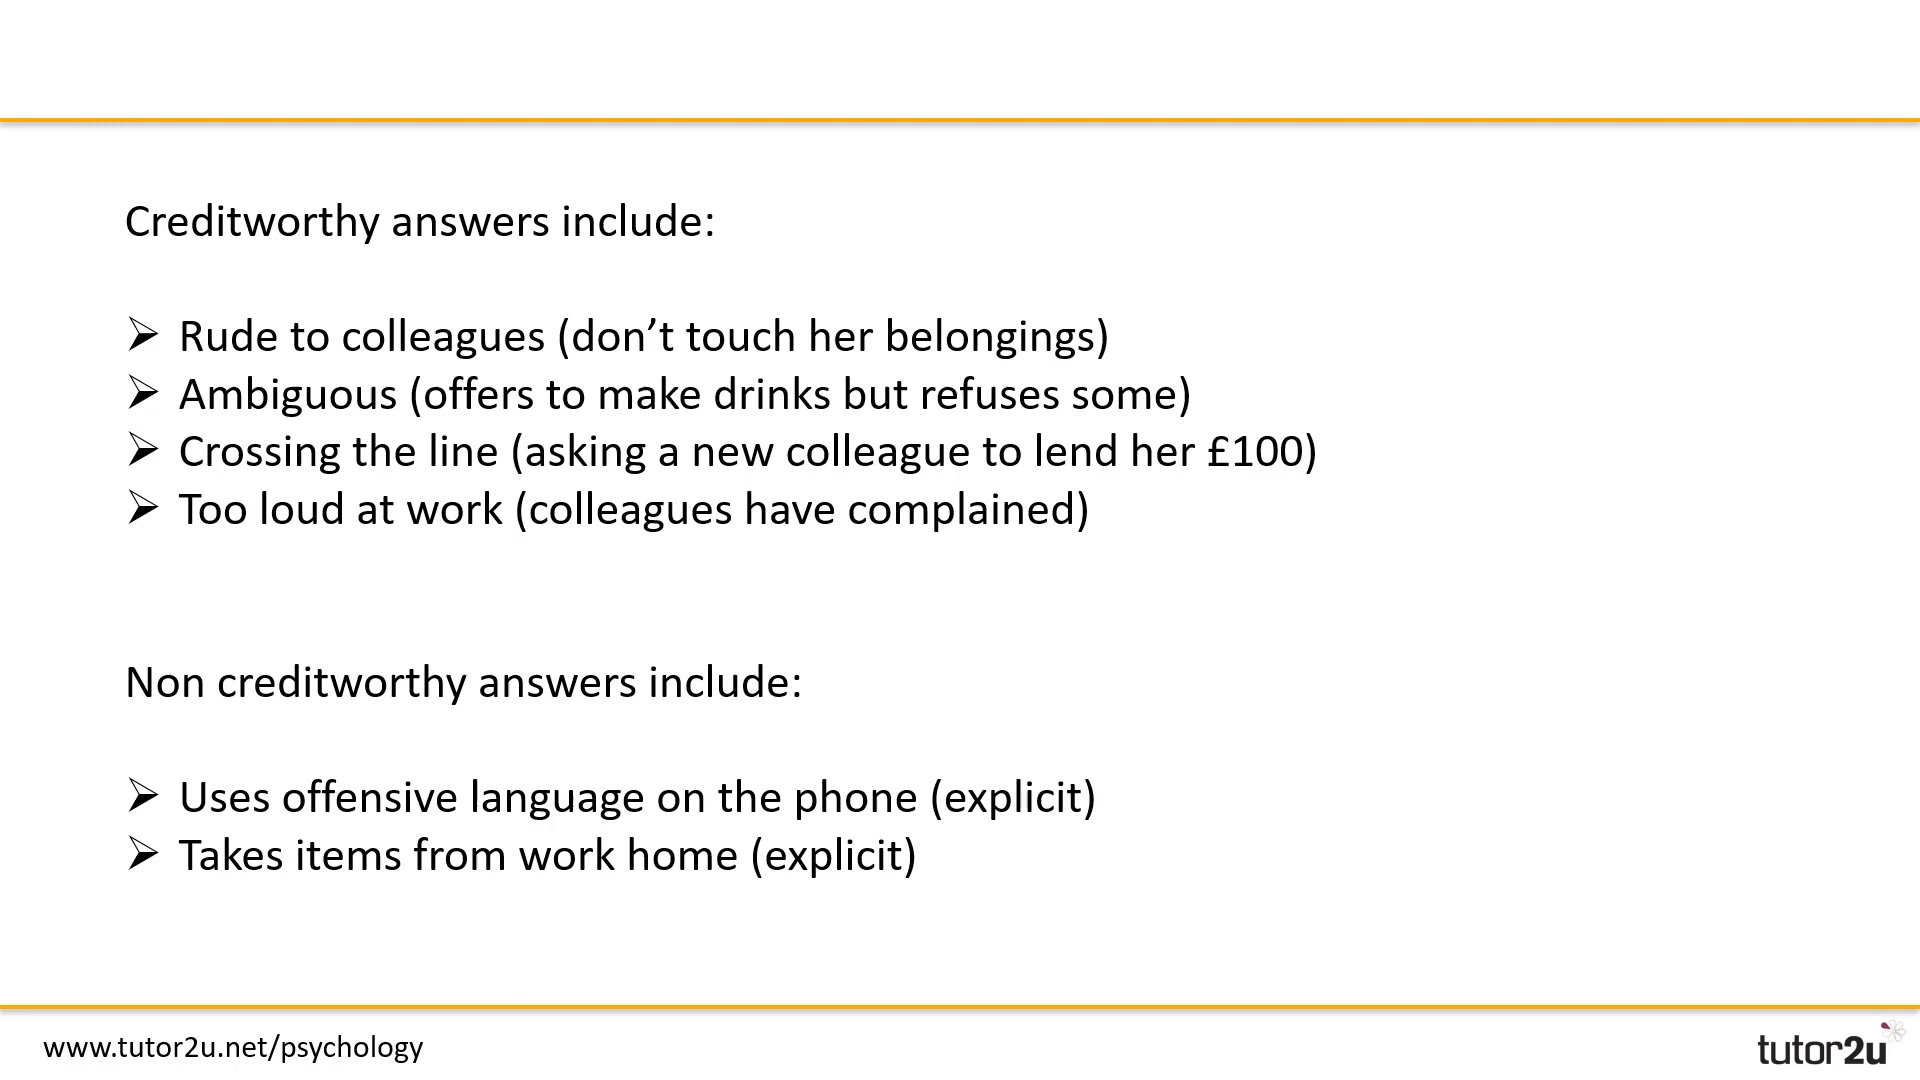 Creditworthy answers include:
➢ Rude to colleagues (don’t touch her belongings)
➢ Ambiguous (offers to make drinks but refuses some)
➢ Crossing the line (asking a new colleague to lend her £100)
➢ Too loud at work (colleagues have complained)
Non creditworthy answers include:
➢ Uses offensive language on the phone (explicit)
➢ Takes items from work home (explicit)
www.tutor2u.net/psychology
tutor2u